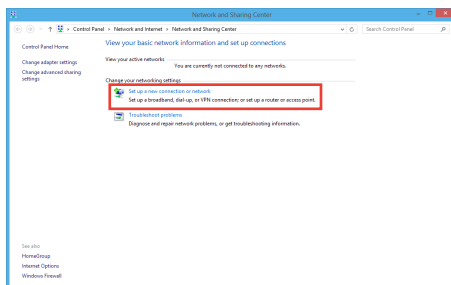 Network and Sharing Center
« Control Panel » Network and Internet » Network and Sharing Center
Search Control Panel
Control Panel Home
Change adapter settings
Change advanced sharing
settings
View your basic network information and set up connections
View your active networks
You are currently not connected to any networks.
Change your networking settings
Set up a new connection or network
Set up a broadband, dial-up, or VPN connection; or set up a router or access point.
Troubleshoot problems
Diagnose and repair network problems, or get troubleshooting information.
See also
HomeGroup
Internet Options
Windows Firewall